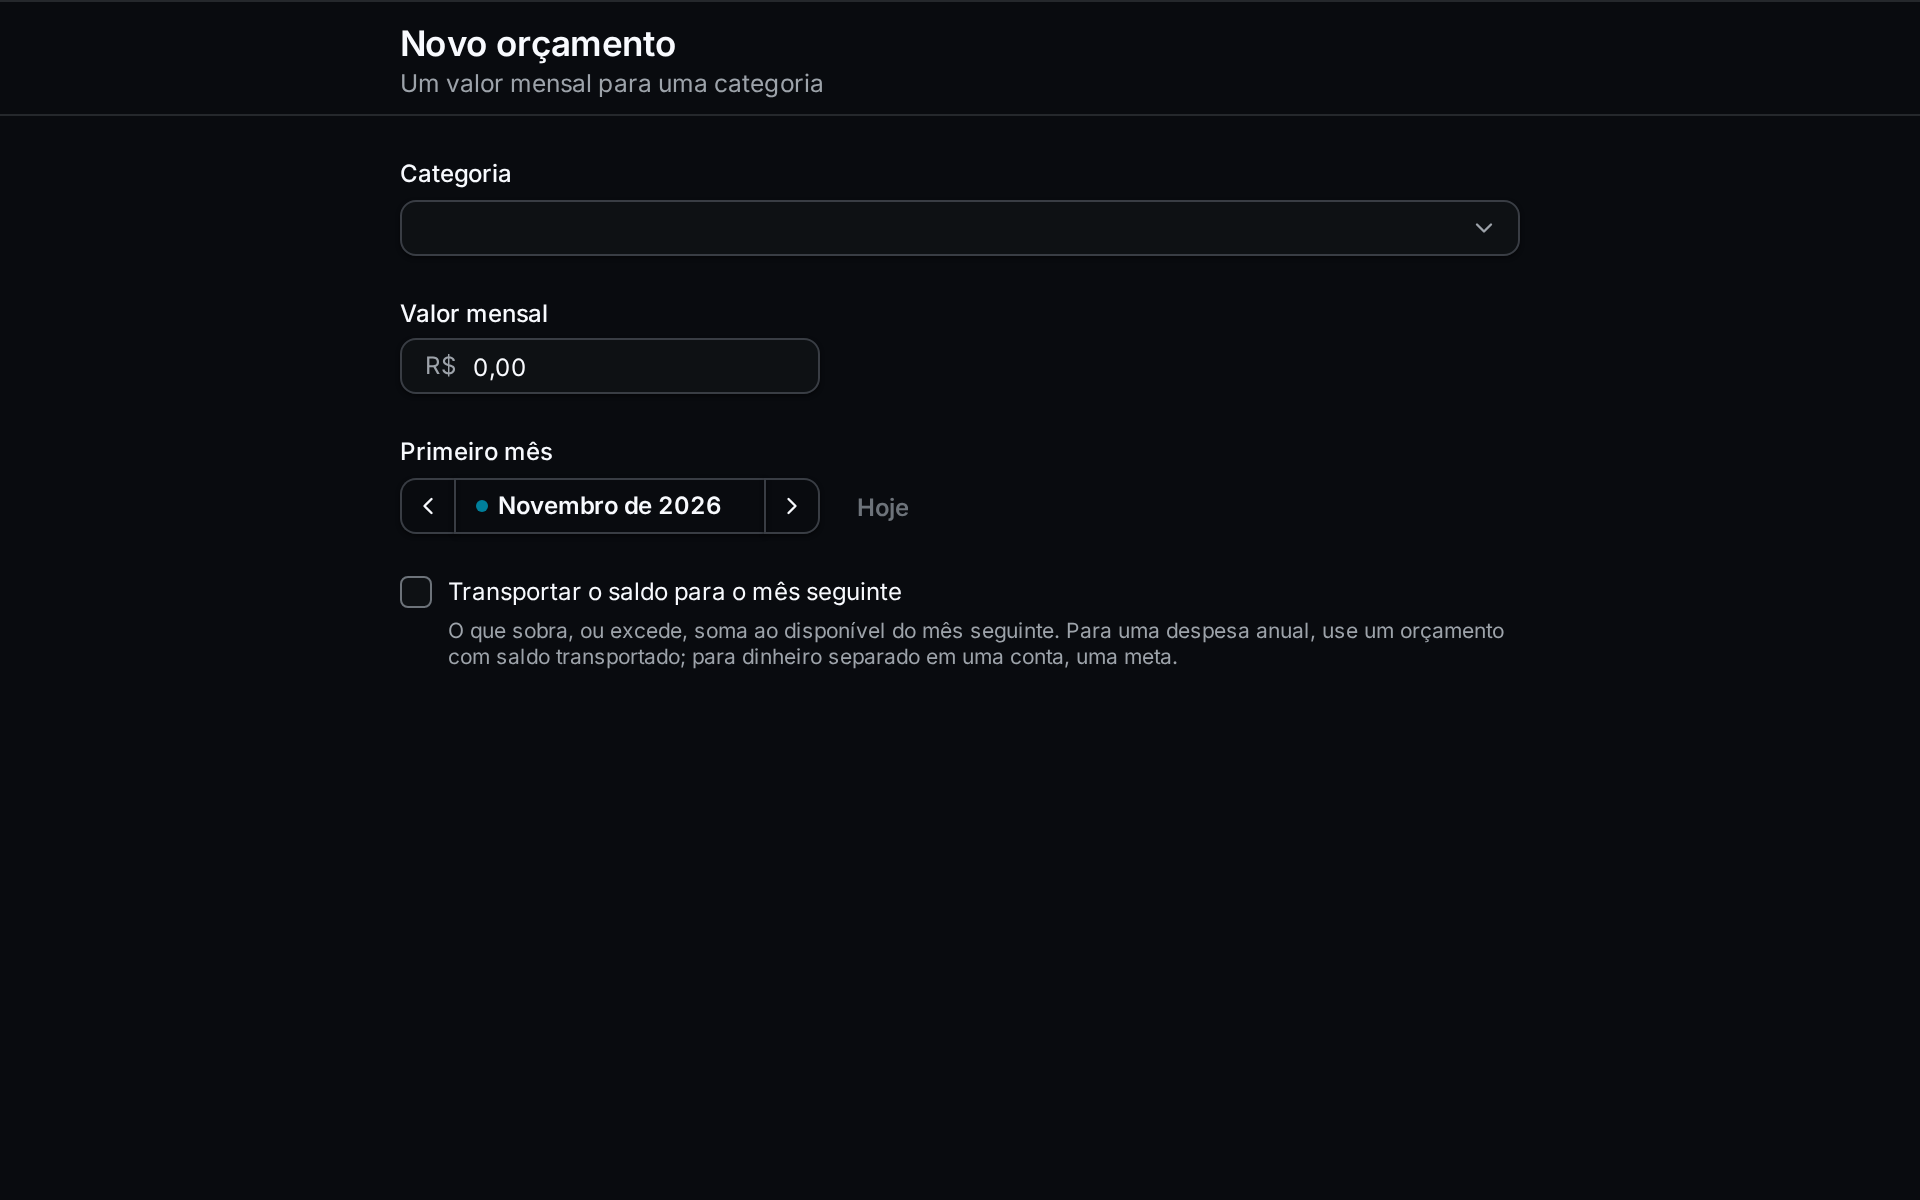 Novo orçamento
Um valor mensal para uma categoria
Categoria
Valor mensal
R$ 0,00
Primeiro mês
Novembro de 2026
Hoje
Transportar o saldo para o mês seguinte
O que sobra, ou excede, soma ao disponível do mês seguinte. Para uma despesa anual, use um orçamento
com saldo transportado; para dinheiro separado em uma conta, uma meta.